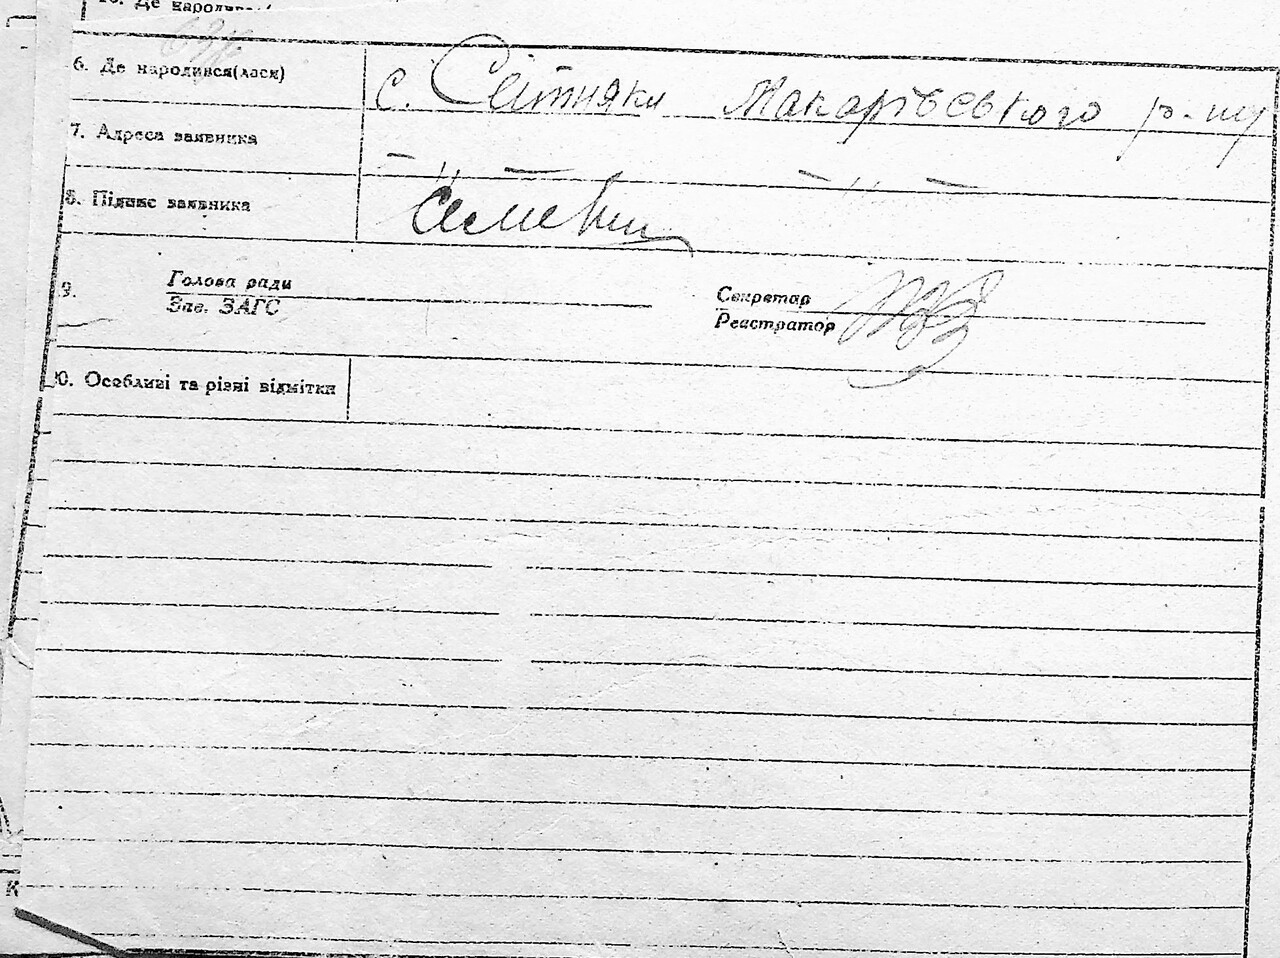 6. Де народився(лася) с. Ситняки Макарівського р-ну
7. Адреса заявника — " — — " —
8. Підпис заявника
9. Голова ради
Зав. ЗАГС
Секретар
Реєстратор
10. Особливі та різні відмітки
К